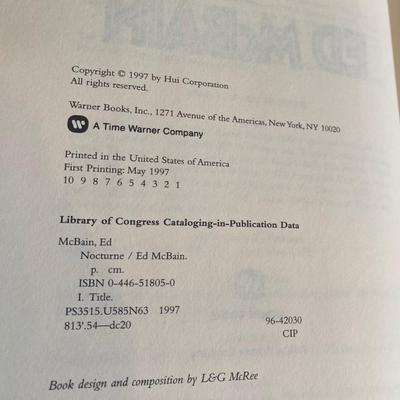 ED McBAIN
Copyright © 1997 by Hui Corporation
All rights reserved.
Warner Books, Inc., 1271 Avenue of the Americas, New York, NY 10020
A Time Warner Company
Printed in the United States of America
First Printing: May 1997
10 9 8 7 6 5 4 3 2 1
Library of Congress Cataloging-in-Publication Data
McBain, Ed
Nocturne / Ed McBain.
p. cm.
ISBN 0-446-51805-0
I. Title.
PS3515.U585N63 1997
813'.54—dc20
96-42030
CIP
Book design and composition by L&G McRee